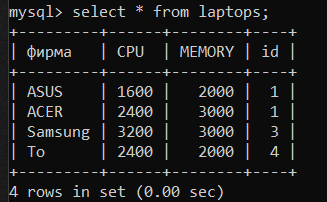 mysql> select * from laptops;
+---------+------+--------+----+
| фирма   | CPU  | MEMORY | id |
+---------+------+--------+----+
| ASUS    | 1600 |   2000 |  1 |
| ACER    | 2400 |   3000 |  1 |
| Samsung | 3200 |   3000 |  3 |
| To      | 2400 |   2000 |  4 |
+---------+------+--------+----+
4 rows in set (0.00 sec)